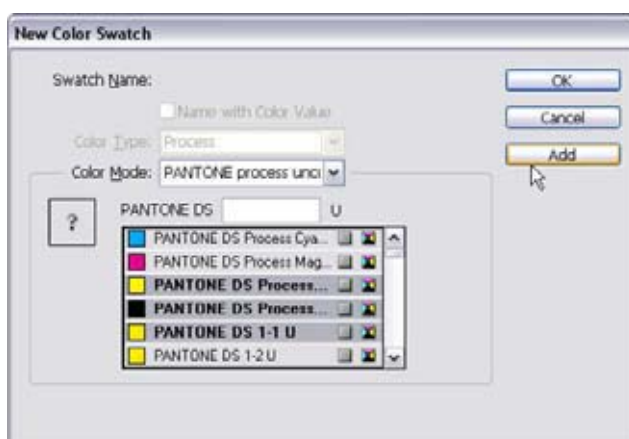 New Color Swatch
Swatch Name:
OK
Name with Color Value
Cancel
Color Type: Process
Add
Color Mode: PANTONE process unc
?
PANTONE DS U
PANTONE DS Process Cya...
PANTONE DS Process Mag...
PANTONE DS Process...
PANTONE DS Process...
PANTONE DS 1-1 U
PANTONE DS 1-2 U